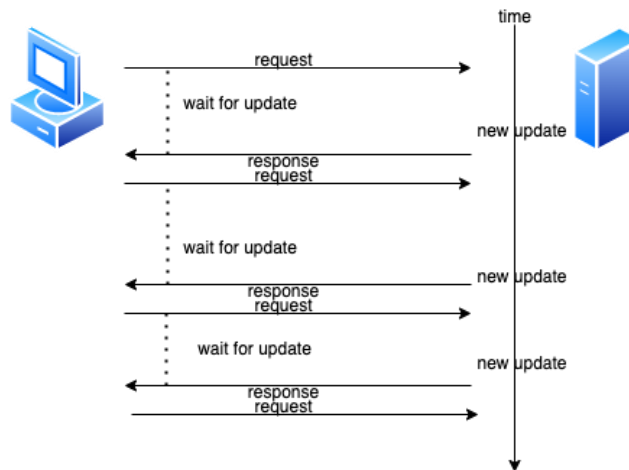 time
request
wait for update
new update
response
request
wait for update
new update
response
request
wait for update
new update
response
request